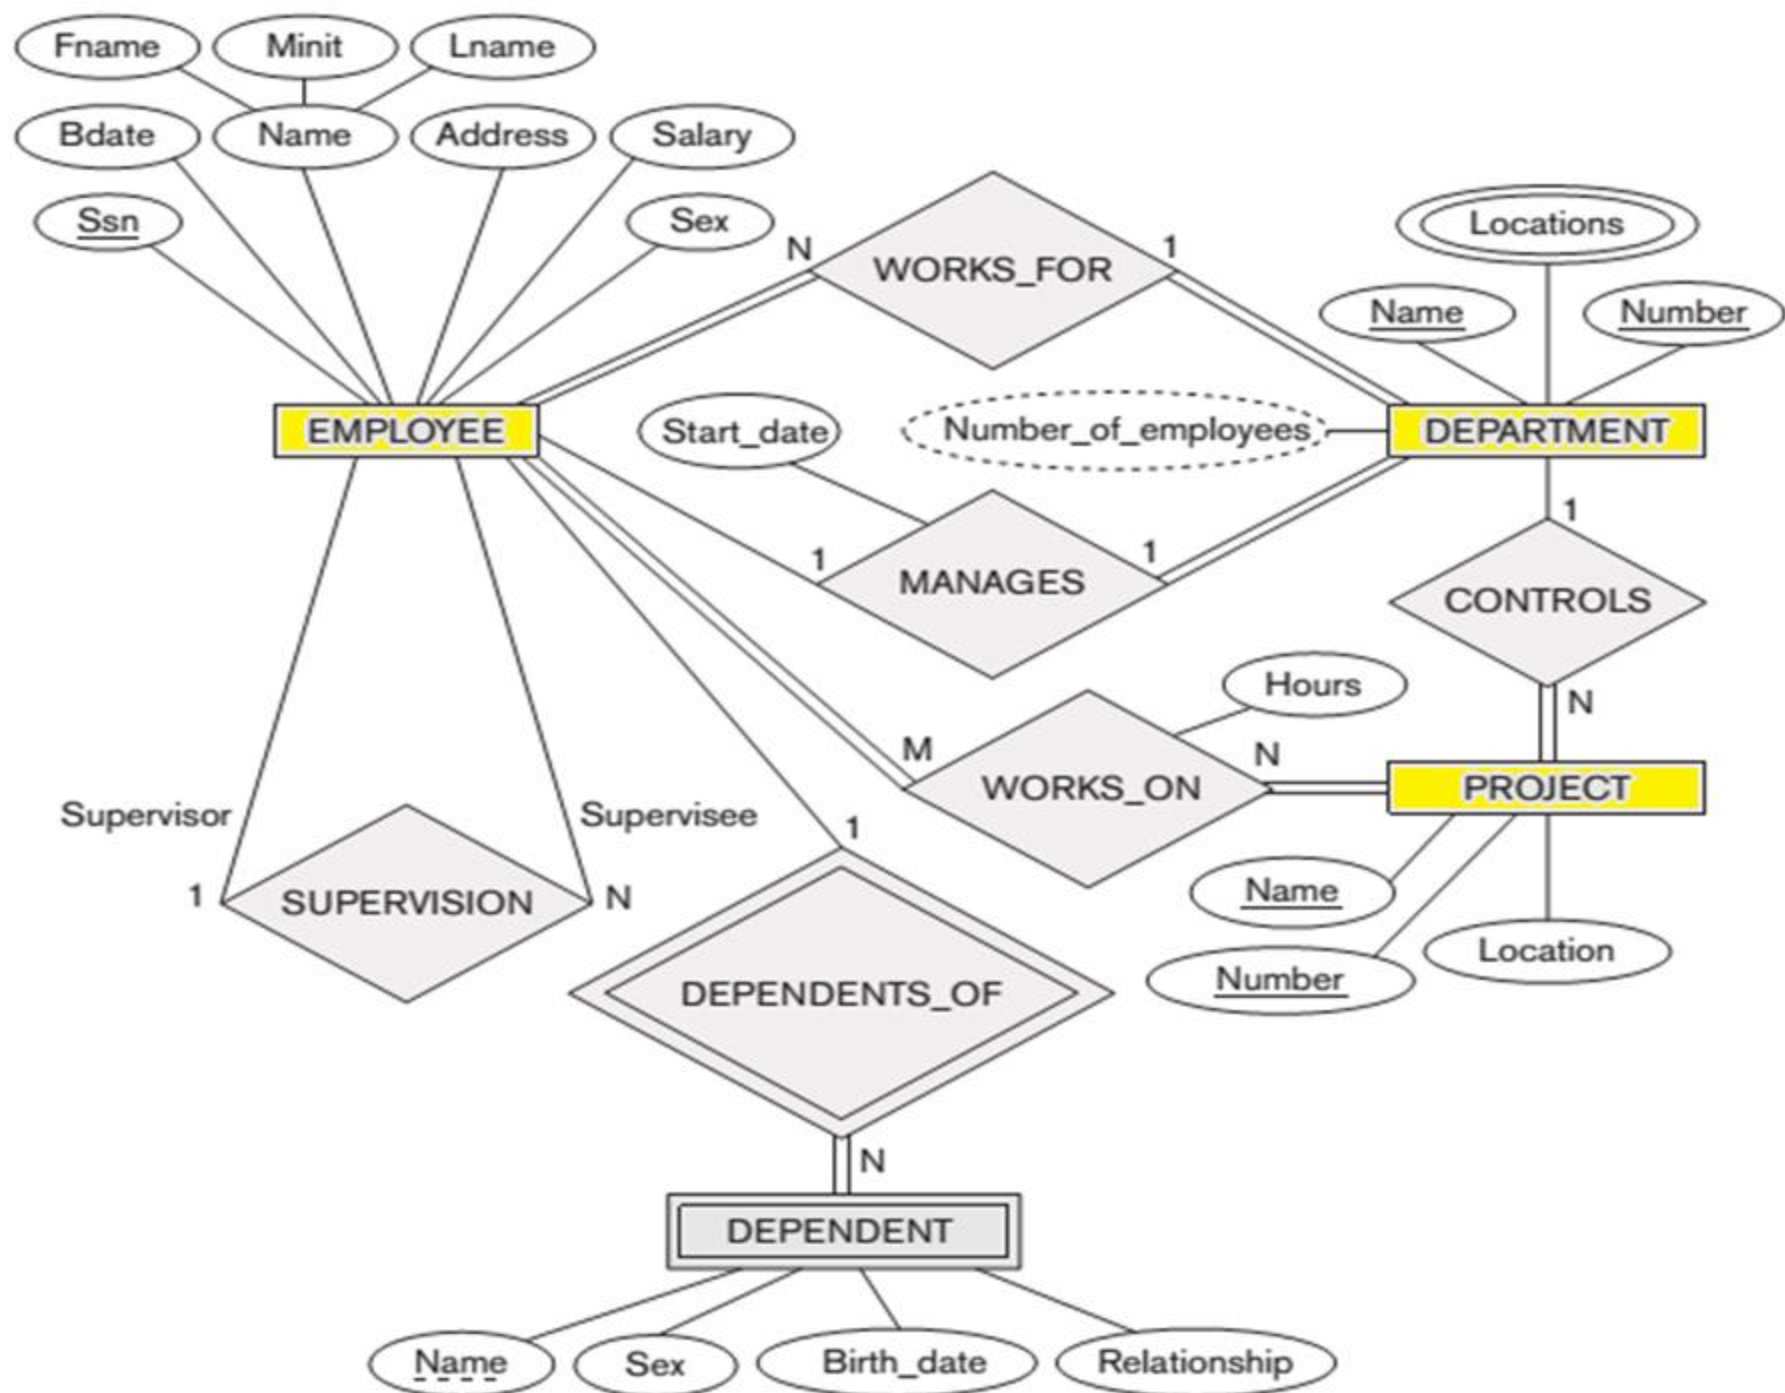 Fname Minit Lname
Bdate Name Address Salary
Ssn Sex
N WORKS_FOR 1
Locations
Name Number
EMPLOYEE Start_date Number_of_employees DEPARTMENT
1 MANAGES 1
1
CONTROLS
N
Hours
M WORKS_ON N
PROJECT
Name
Number
Location
Supervisor Supervisee
1 SUPERVISION N
1
DEPENDENTS_OF
N
DEPENDENT
Name Sex Birth_date Relationship